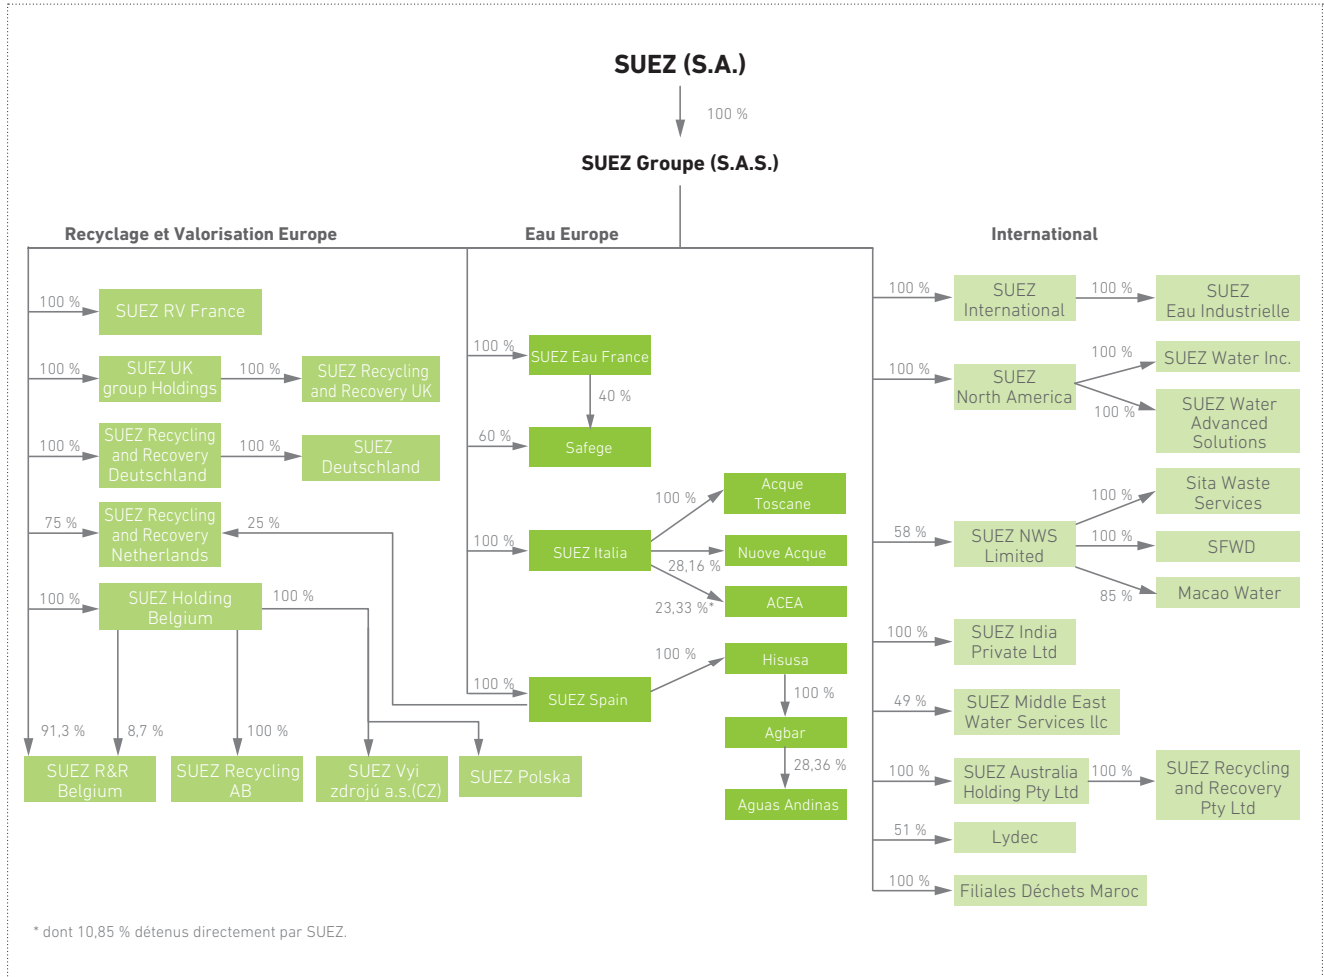 SUEZ (S.A.)
100 %
SUEZ Groupe (S.A.S.)
Recyclage et Valorisation Europe
100 %
SUEZ RV France
100 %
SUEZ UK
group Holdings
100 %
SUEZ Recycling
and Recovery UK
100 %
SUEZ Recycling
and Recovery
Deutschland
100 %
SUEZ
Deutschland
75 %
SUEZ Recycling
and Recovery
Netherlands
25 %
100 %
SUEZ Holding
Belgium
100 %
91,3 %
8,7 %
100 %
SUEZ R&R
Belgium
SUEZ Recycling
AB
SUEZ Vyi
zdrojú a.s.(CZ)
SUEZ Polska
Eau Europe
100 %
SUEZ Eau France
40 %
60 %
Safege
100 %
SUEZ Italia
100 %
Acque
Toscane
Nuove Acque
28,16 %
23,33 %*
ACEA
100 %
SUEZ Spain
100 %
Hisusa
100 %
Agbar
28,36 %
Aguas Andinas
International
100 %
SUEZ
International
100 %
SUEZ
Eau Industrielle
100 %
SUEZ
North America
100 %
SUEZ Water Inc.
100 %
SUEZ Water
Advanced
Solutions
58 %
SUEZ NWS
Limited
100 %
Sita Waste
Services
100 %
SFWD
85 %
Macao Water
100 %
SUEZ India
Private Ltd
49 %
SUEZ Middle East
Water Services llc
100 %
SUEZ Australia
Holding Pty Ltd
100 %
SUEZ Recycling
and Recovery
Pty Ltd
51 %
Lydec
100 %
Filiales Déchets Maroc
* dont 10,85 % détenus directement par SUEZ.